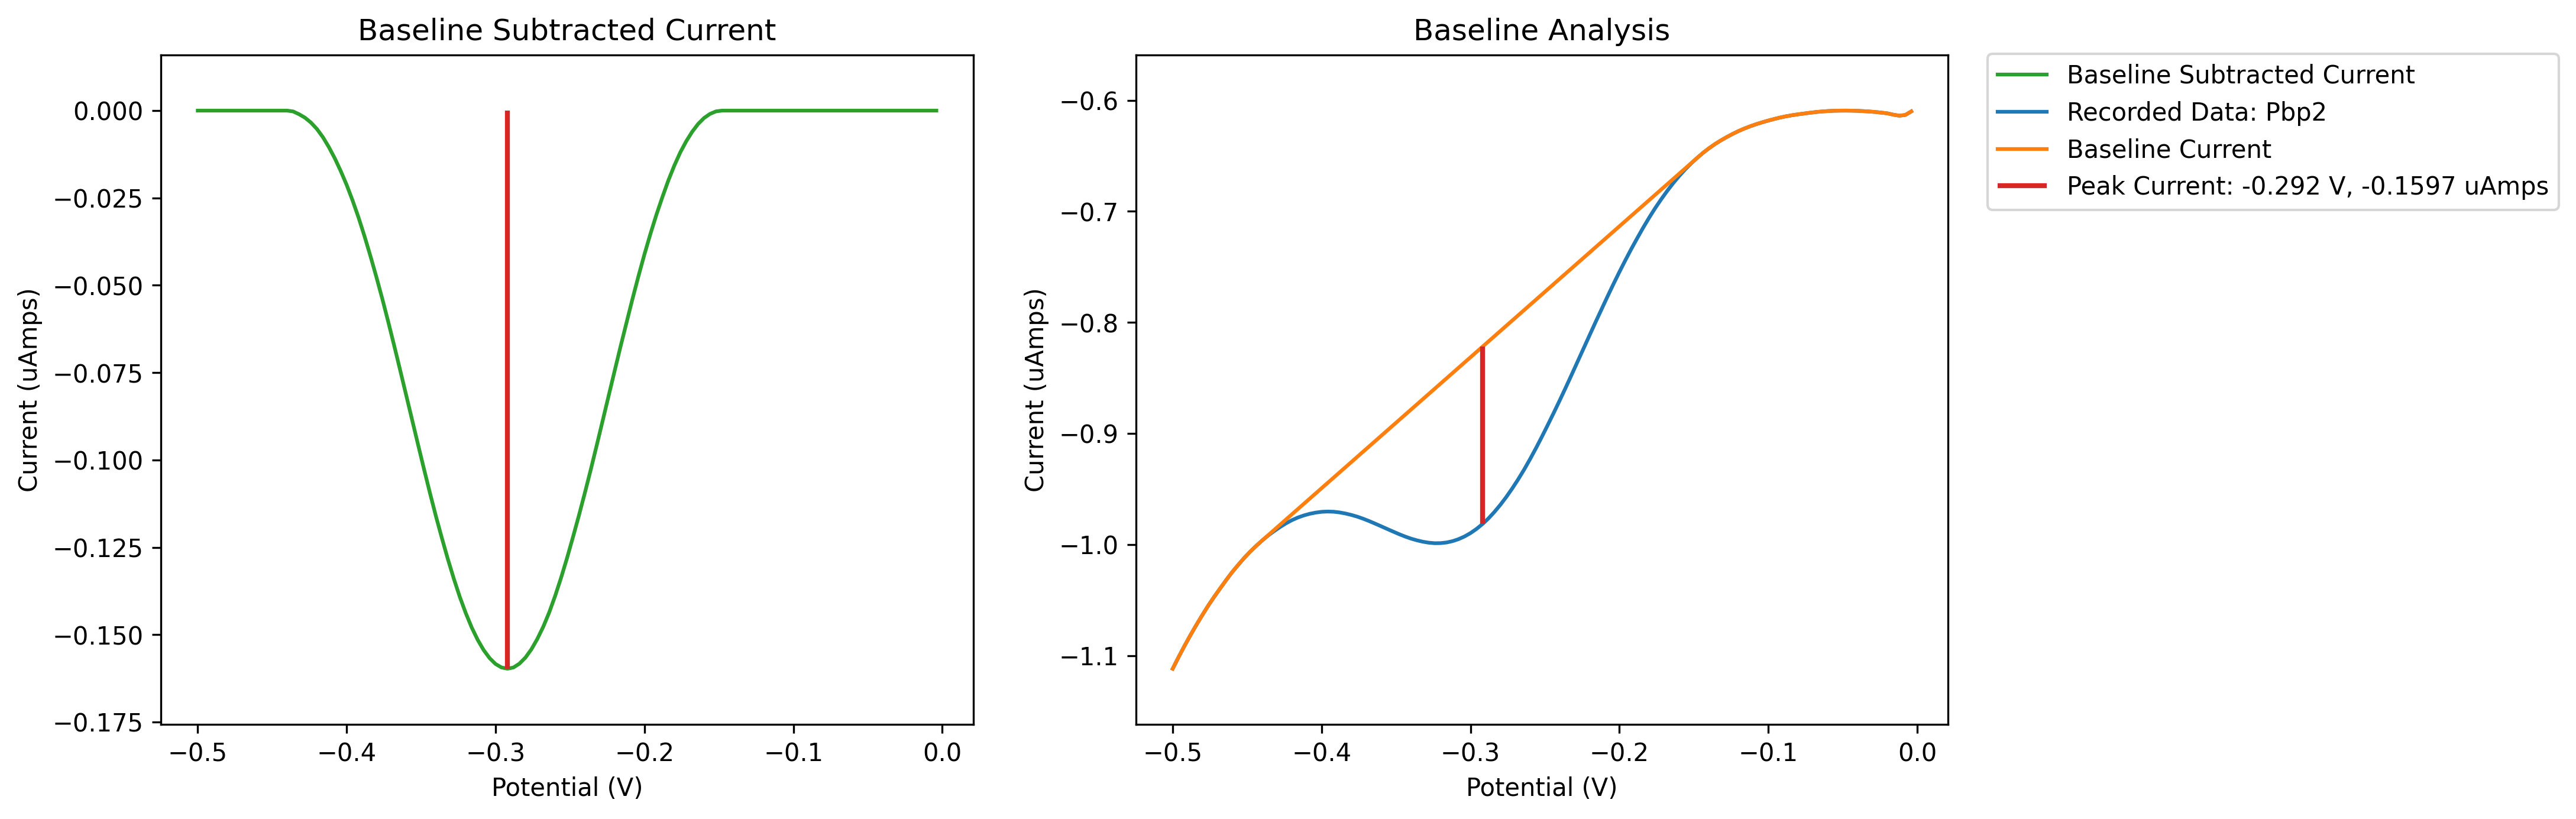 Baseline Subtracted Current
0.000
−0.025
−0.050
−0.075
−0.100
−0.125
−0.150
−0.175
Current (uAmps)
−0.5 −0.4 −0.3 −0.2 −0.1 0.0
Potential (V)
Baseline Analysis
−0.6
−0.7
−0.8
−0.9
−1.0
−1.1
Current (uAmps)
−0.5 −0.4 −0.3 −0.2 −0.1 0.0
Potential (V)
Baseline Subtracted Current
Recorded Data: Pbp2
Baseline Current
Peak Current: -0.292 V, -0.1597 uAmps